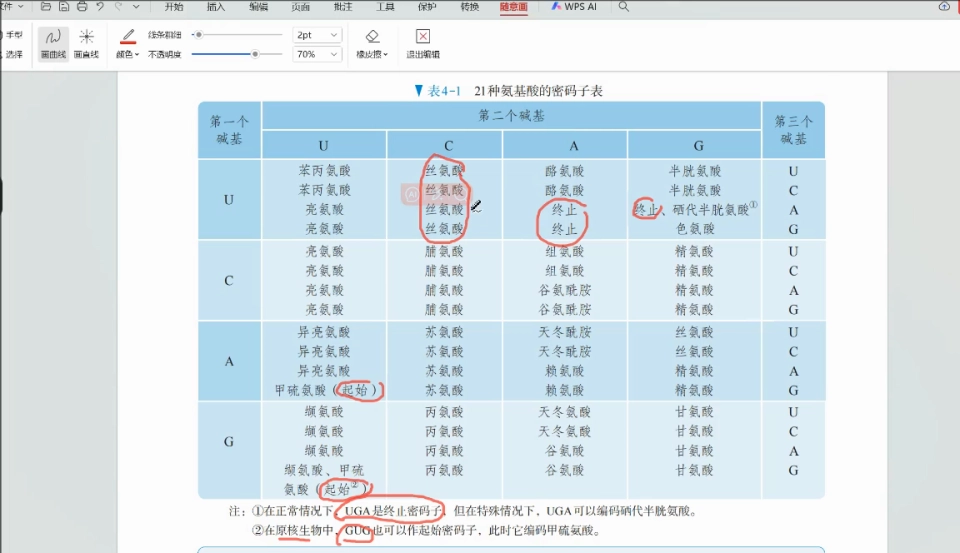 文件 开始 插入 编辑 页面 批注 工具 保护 转换 随意画 WPS AI
手型 线条粗细 2pt
选择 画曲线 画直线 颜色 不透明度 70% 橡皮擦 退出编辑
表4-1 21种氨基酸的密码子表
第一个碱基 第二个碱基 第三个碱基
U C A G
U 苯丙氨酸 丝氨酸 酪氨酸 半胱氨酸 U
苯丙氨酸 丝氨酸 酪氨酸 半胱氨酸 C
亮氨酸 丝氨酸 终止 终止、硒代半胱氨酸① A
亮氨酸 丝氨酸 终止 色氨酸 G
C 亮氨酸 脯氨酸 组氨酸 精氨酸 U
亮氨酸 脯氨酸 组氨酸 精氨酸 C
亮氨酸 脯氨酸 谷氨酰胺 精氨酸 A
亮氨酸 脯氨酸 谷氨酰胺 精氨酸 G
A 异亮氨酸 苏氨酸 天冬酰胺 丝氨酸 U
异亮氨酸 苏氨酸 天冬酰胺 丝氨酸 C
异亮氨酸 苏氨酸 赖氨酸 精氨酸 A
甲硫氨酸（起始） 苏氨酸 赖氨酸 精氨酸 G
G 缬氨酸 丙氨酸 天冬氨酸 甘氨酸 U
缬氨酸 丙氨酸 天冬氨酸 甘氨酸 C
缬氨酸 丙氨酸 谷氨酸 甘氨酸 A
缬氨酸、甲硫 丙氨酸 谷氨酸 甘氨酸 G
氨酸（起始②）
注：①在正常情况下，UGA是终止密码子，但在特殊情况下，UGA可以编码硒代半胱氨酸。
②在原核生物中，GUG也可以作起始密码子，此时它编码甲硫氨酸。